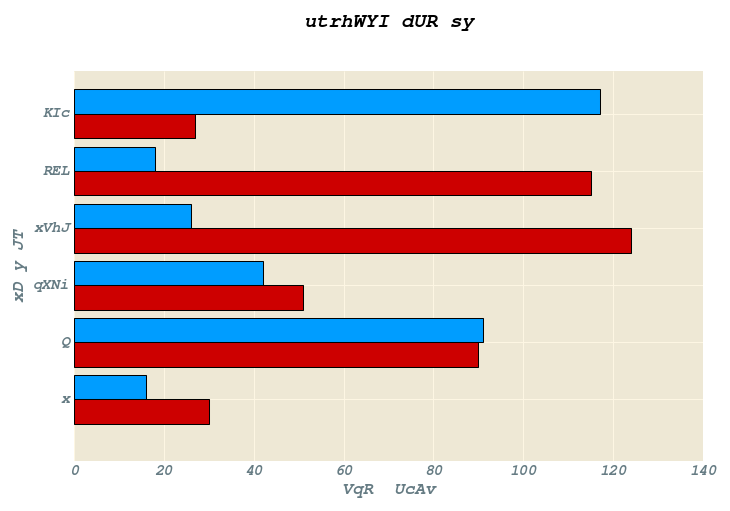 utrhWYI dUR sy
KIc
REL
xVhJ
qXNi
Q
x
xD y JT
0 20 40 60 80 100 120 140
VqR UcAv